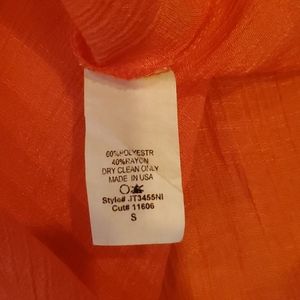 60%POLYESTR
40%RAYON
DRY CLEAN ONLY
MADE IN USA
Style# JT3455NI
Cut# 11606
S